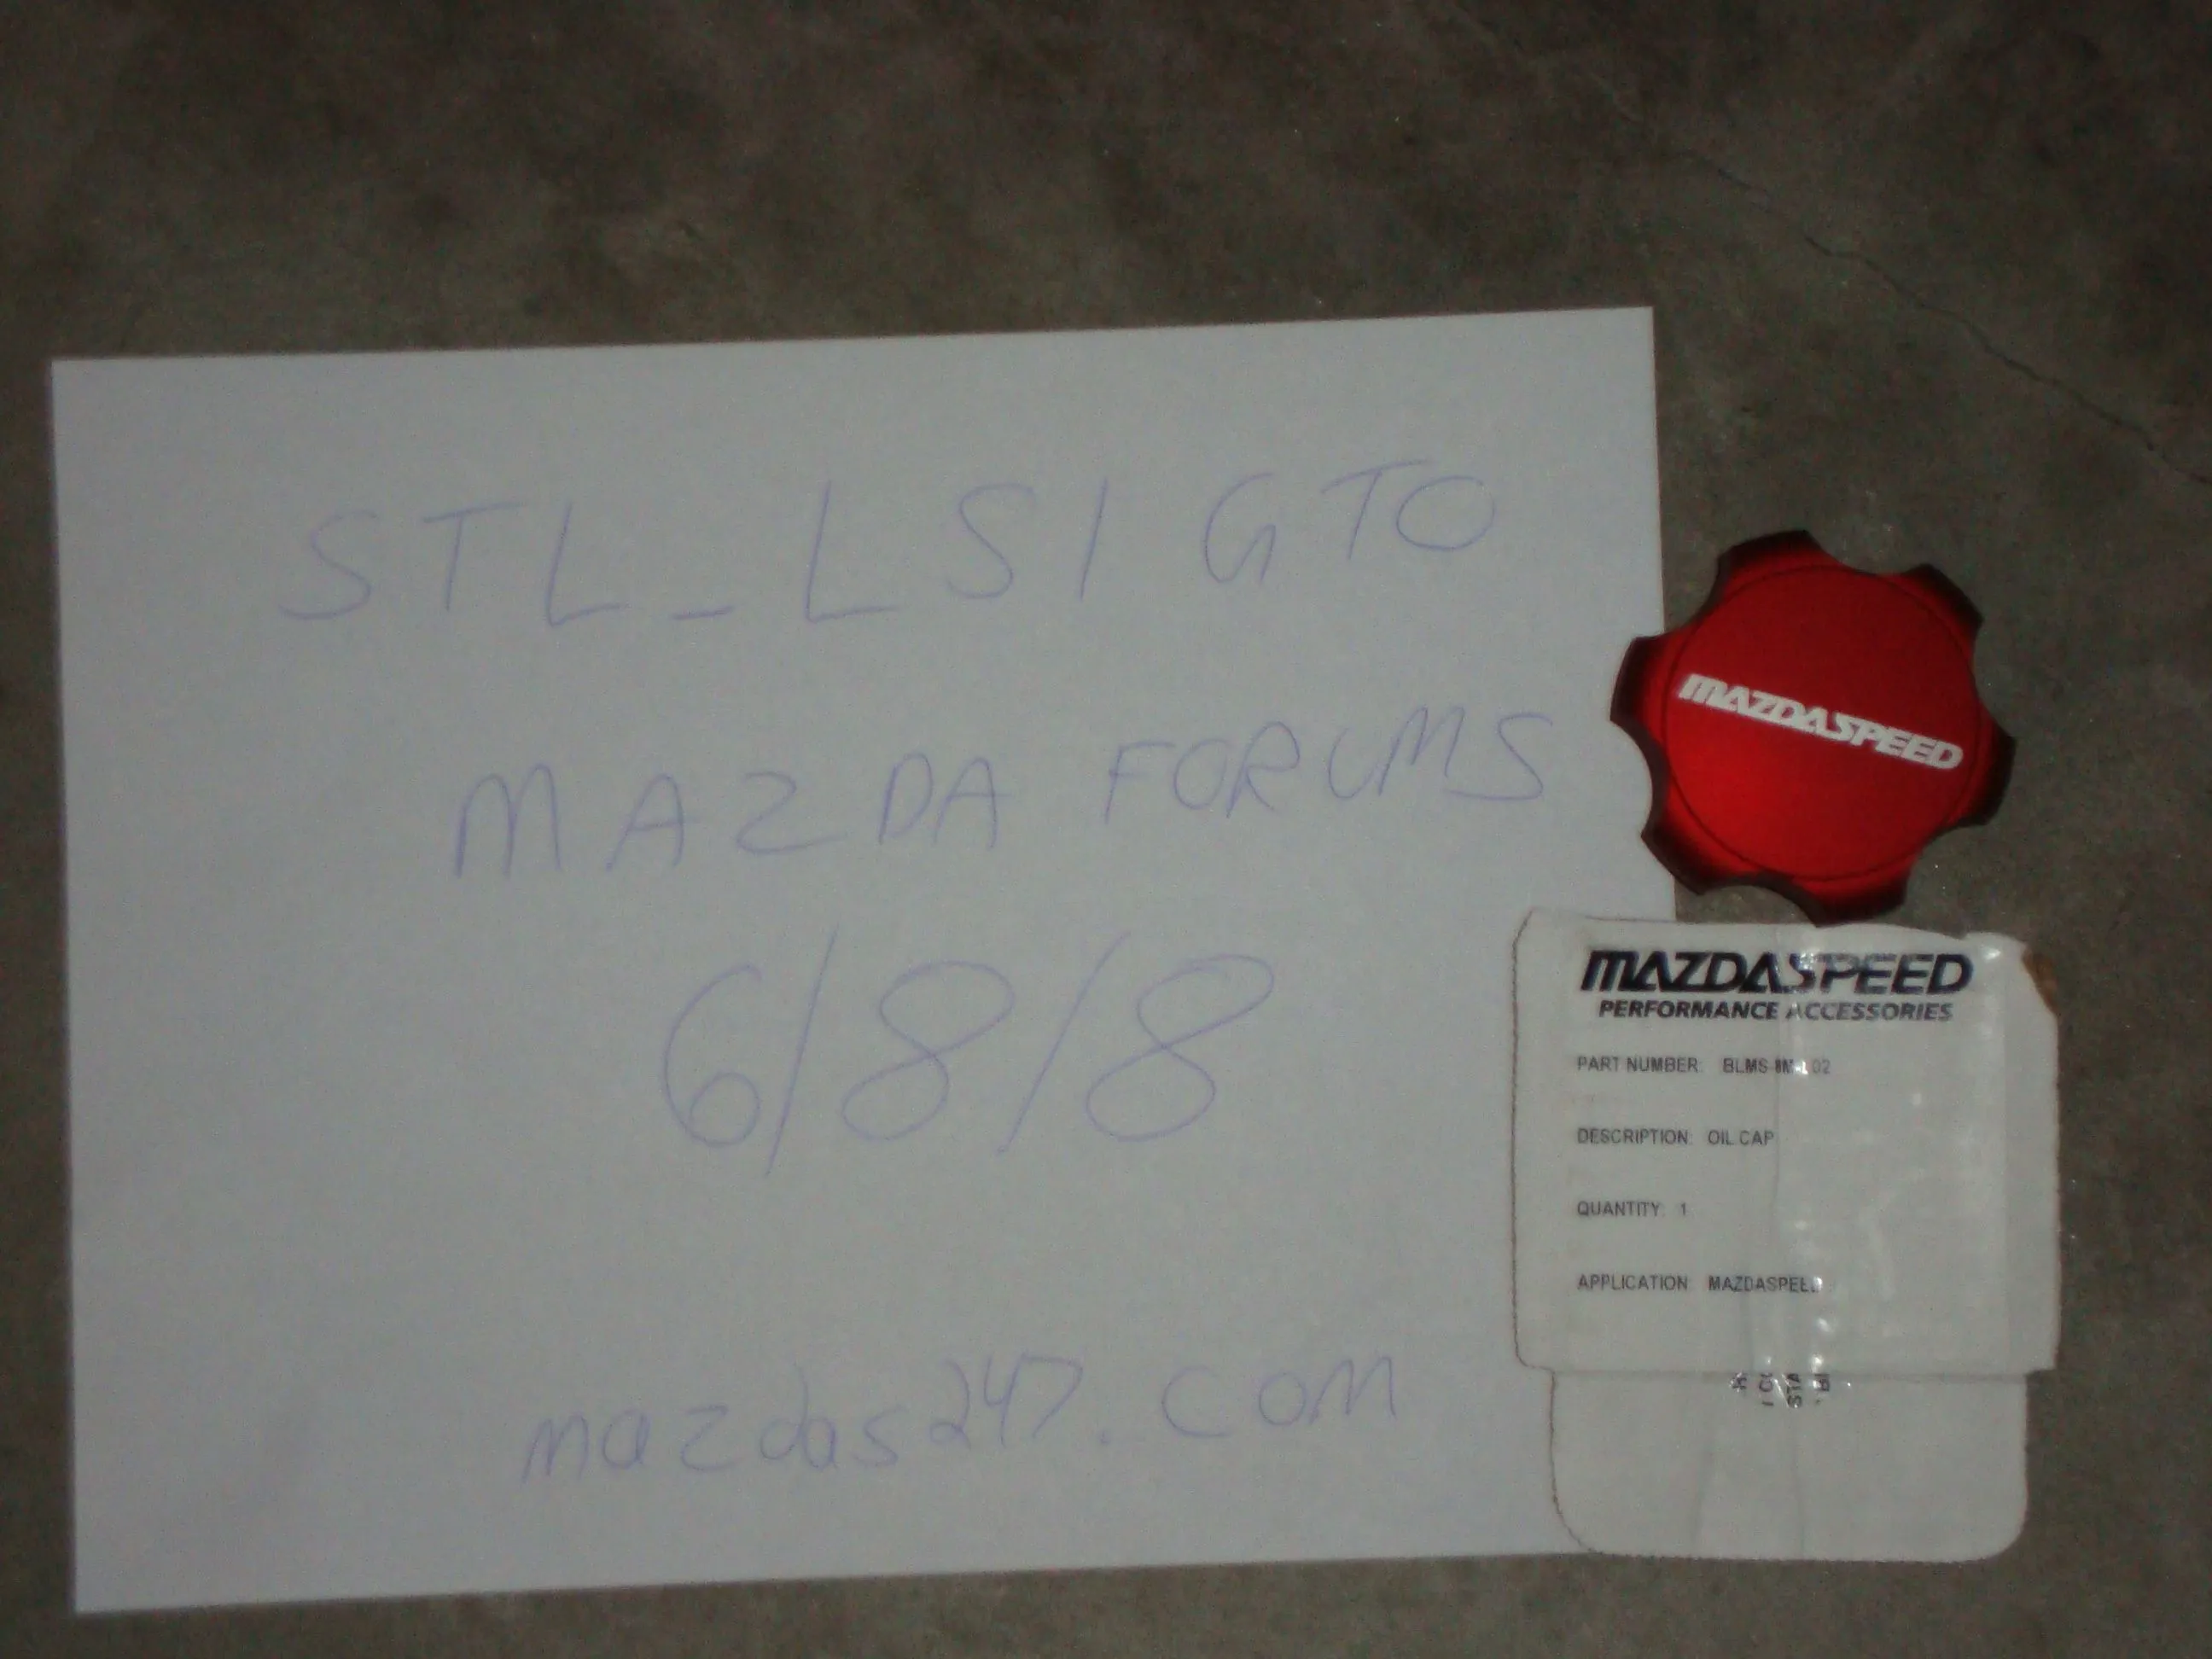 STL_LS1GTO
MAZDA FORUMS
6/8/8
mazdas247.com
MAZDASPEED
MAZDASPEED
PERFORMANCE ACCESSORIES
PART NUMBER:
DESCRIPTION: OIL CAP
QUANTITY: 1
APPLICATION: MAZDASPEED